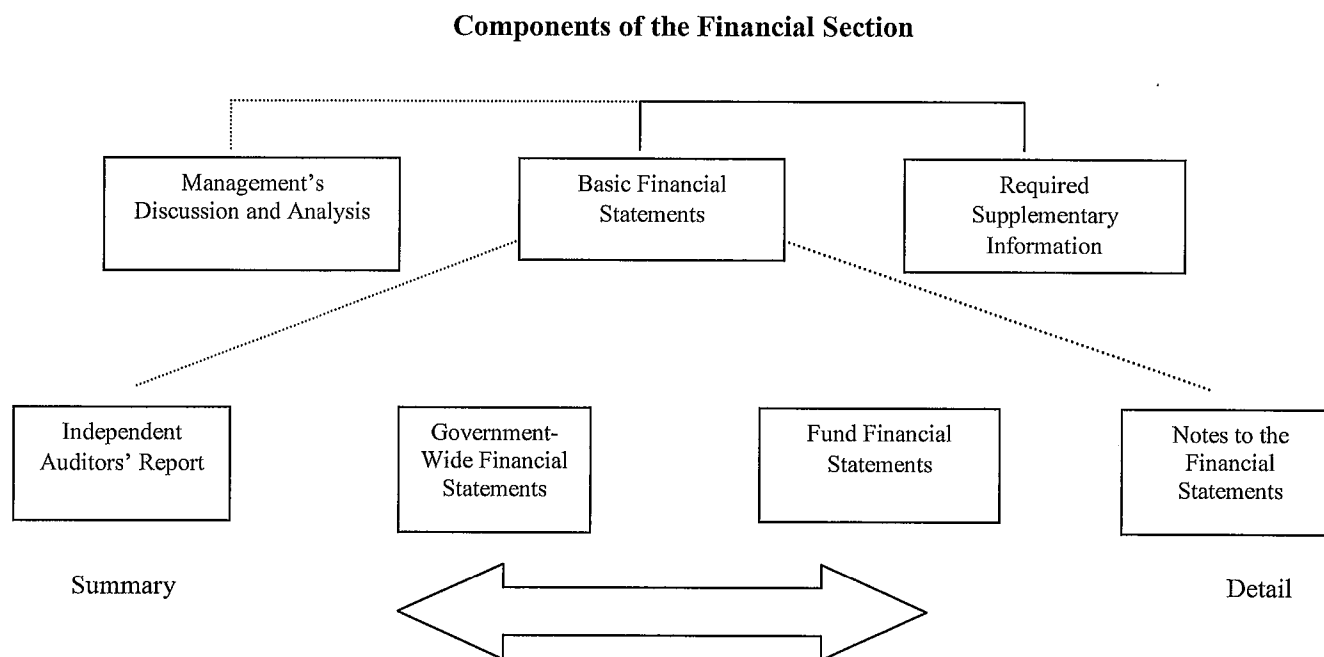 Components of the Financial Section
Management's
Discussion and Analysis
Basic Financial
Statements
Required
Supplementary
Information
Independent
Auditors' Report
Government-
Wide Financial
Statements
Fund Financial
Statements
Notes to the
Financial
Statements
Summary
Detail